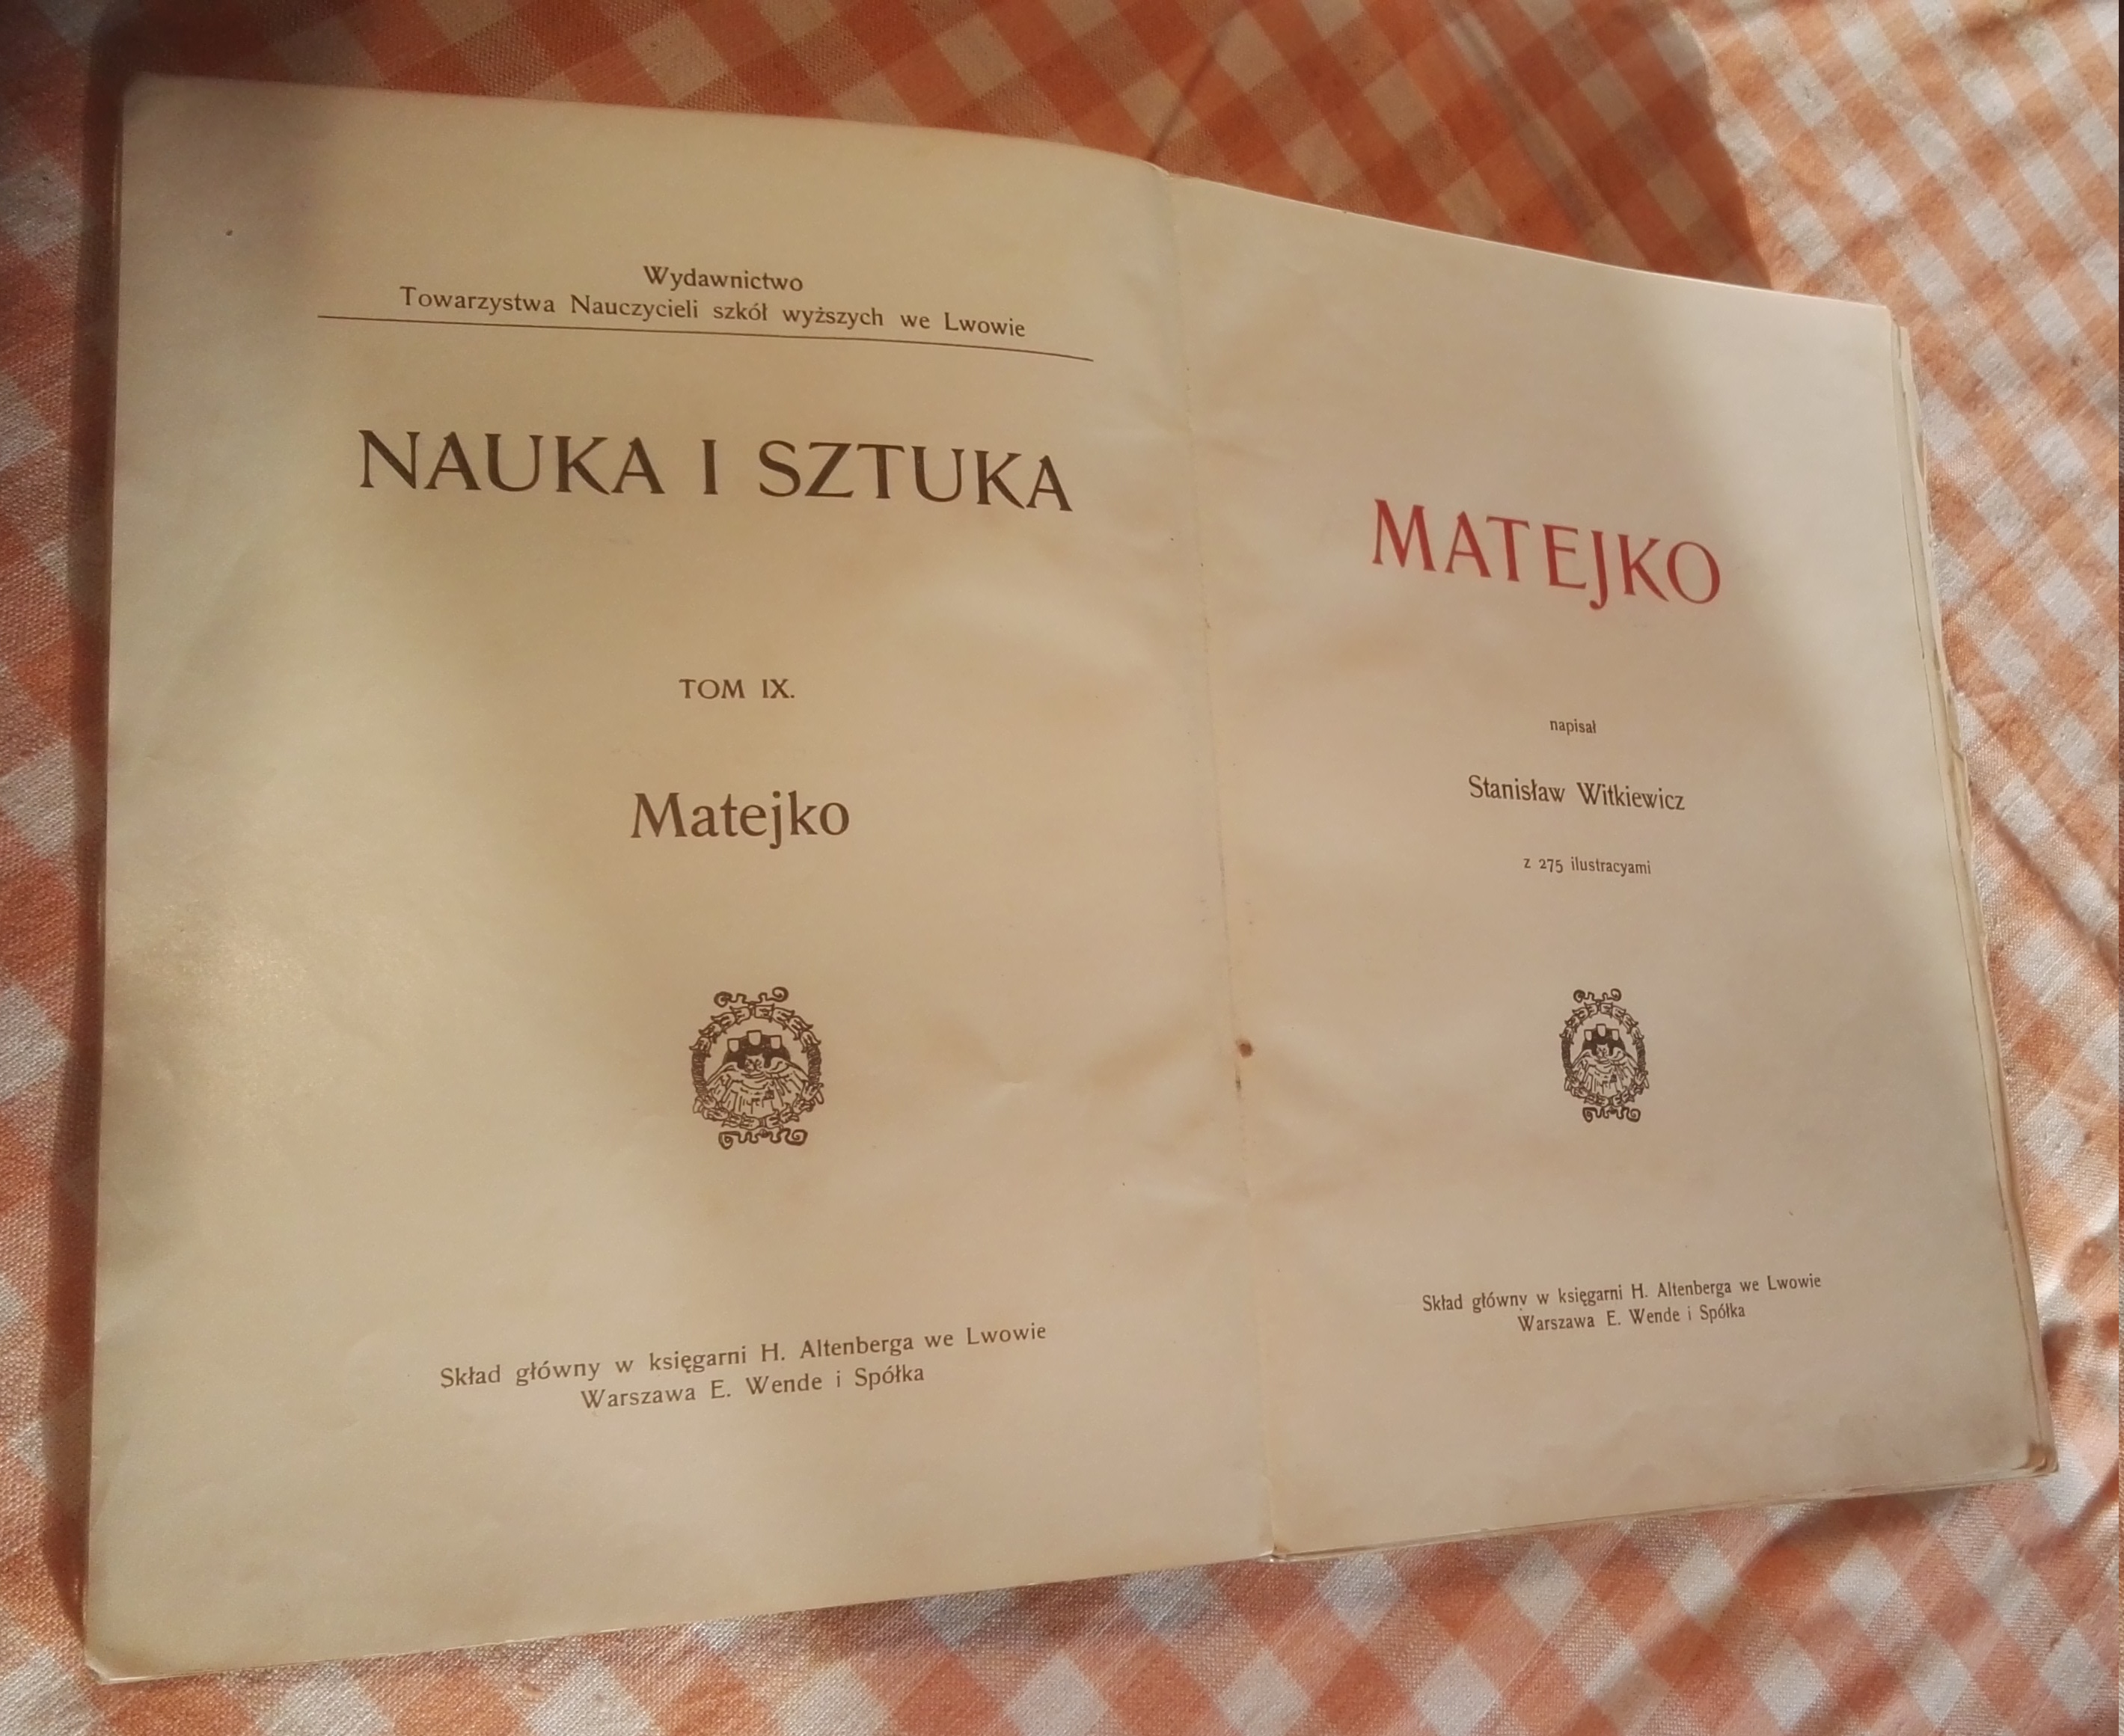 Wydawnictwo
Towarzystwa Nauczycieli szkół wyższych we Lwowie
NAUKA I SZTUKA
TOM IX.
Matejko
Skład główny w księgarni H. Altenberga we Lwowie
Warszawa E. Wende i Spółka
MATEJKO
napisał
Stanisław Witkiewicz
z 275 ilustracyami
Skład główny w księgarni H. Altenberga we Lwowie
Warszawa E. Wende i Spółka